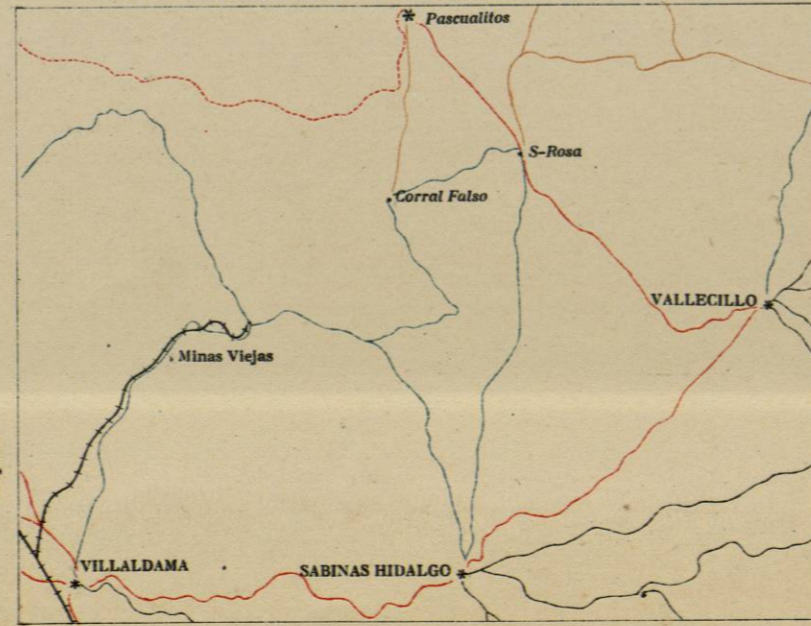 Pascualitos
S-Rosa
Corral Falso
VALLECILLO
Minas Viejas
VILLALDAMA
SABINAS HIDALGO